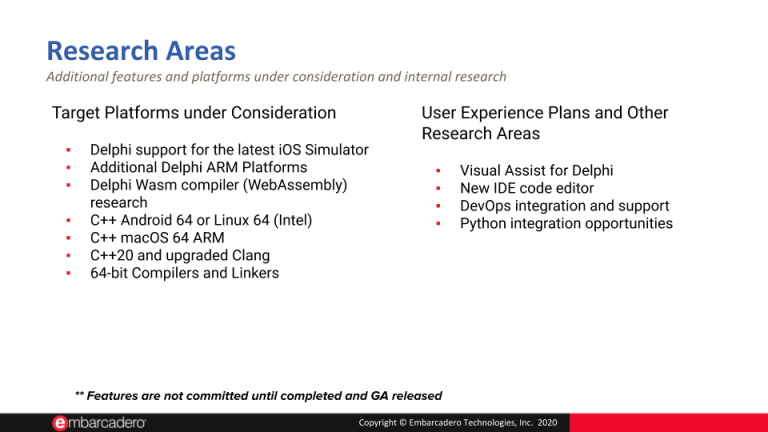 Research Areas
Additional features and platforms under consideration and internal research
Target Platforms under Consideration
▪ Delphi support for the latest iOS Simulator
▪ Additional Delphi ARM Platforms
▪ Delphi Wasm compiler (WebAssembly)
research
▪ C++ Android 64 or Linux 64 (Intel)
▪ C++ macOS 64 ARM
▪ C++20 and upgraded Clang
▪ 64-bit Compilers and Linkers
User Experience Plans and Other
Research Areas
▪ Visual Assist for Delphi
▪ New IDE code editor
▪ DevOps integration and support
▪ Python integration opportunities
** Features are not committed until completed and GA released
embarcadero®
Copyright © Embarcadero Technologies, Inc. 2020